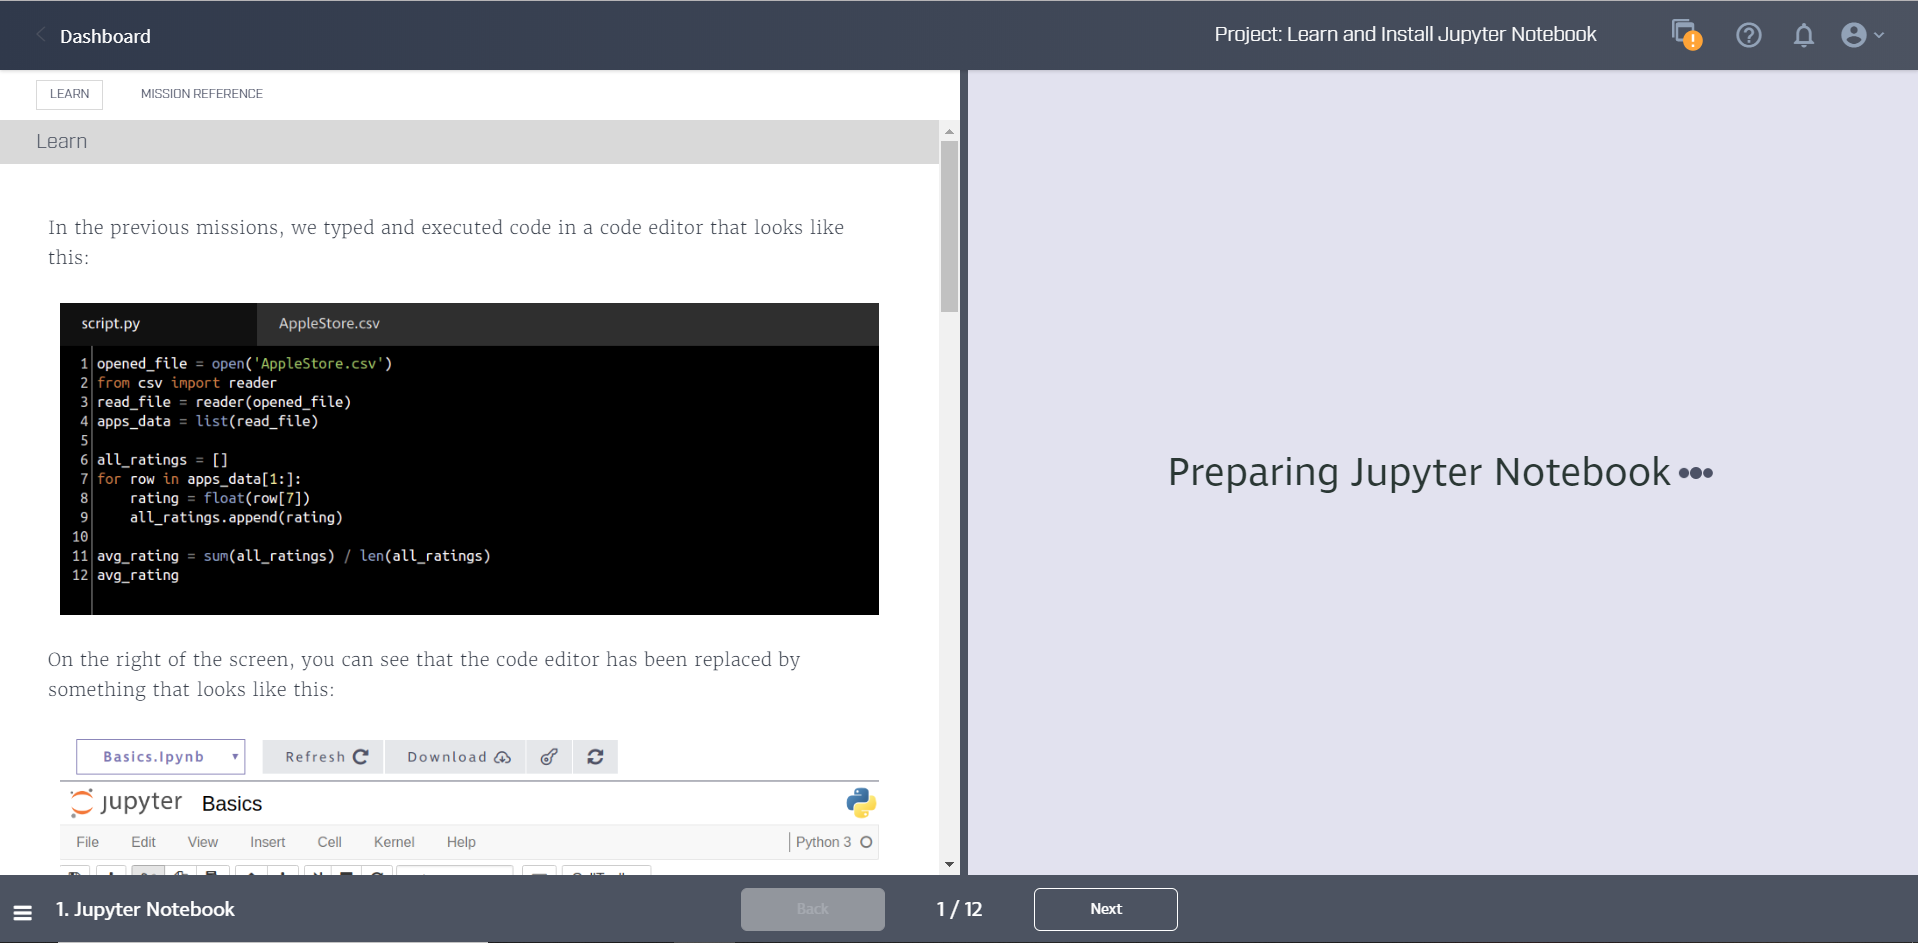 Dashboard
Project: Learn and Install Jupyter Notebook
LEARN
MISSION REFERENCE
Learn
In the previous missions, we typed and executed code in a code editor that looks like
this:
script.py
AppleStore.csv
1 opened_file = open('AppleStore.csv')
2 from csv import reader
3 read_file = reader(opened_file)
4 apps_data = list(read_file)
5
6 all_ratings = []
7 for row in apps_data[1:]:
8     rating = float(row[7])
9     all_ratings.append(rating)
10
11 avg_rating = sum(all_ratings) / len(all_ratings)
12 avg_rating
On the right of the screen, you can see that the code editor has been replaced by
something that looks like this:
Basics.Ipynb
Refresh
Download
jupyter Basics
File Edit View Insert Cell Kernel Help
Python 3
Preparing Jupyter Notebook
1. Jupyter Notebook
Back
1 / 12
Next